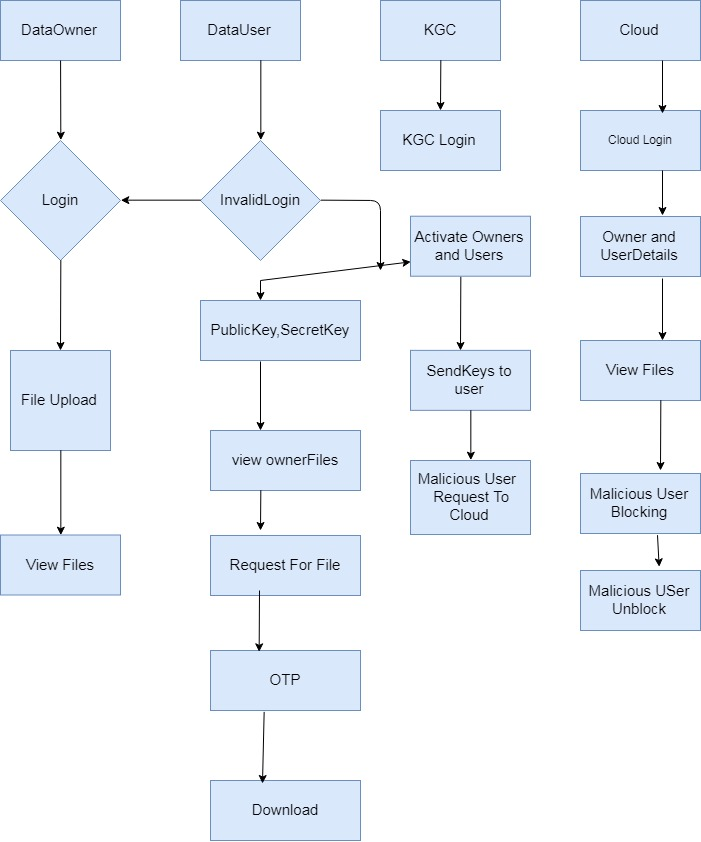 DataOwner
DataUser
KGC
Cloud
KGC Login
Cloud Login
Login
InvalidLogin
Activate Owners
and Users
Owner and
UserDetails
PublicKey,SecretKey
File Upload
SendKeys to
user
View Files
view ownerFiles
Malicious User
Request To
Cloud
Malicious User
Blocking
View Files
Request For File
Malicious USer
Unblock
OTP
Download